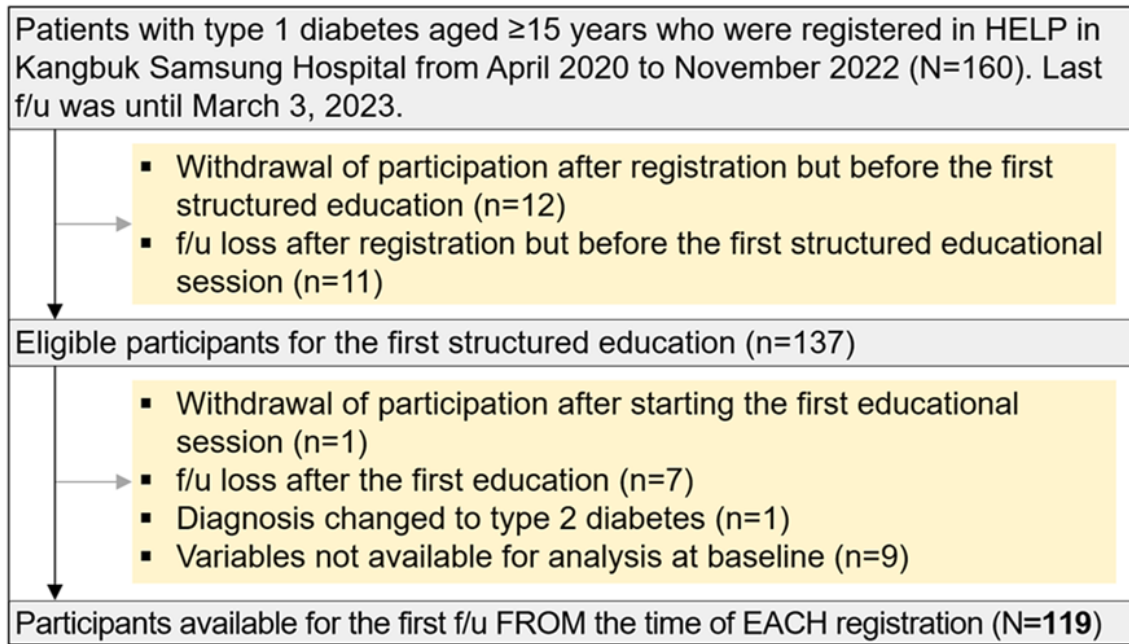 Patients with type 1 diabetes aged ≥15 years who were registered in HELP in
Kangbuk Samsung Hospital from April 2020 to November 2022 (N=160). Last
f/u was until March 3, 2023.
▪ Withdrawal of participation after registration but before the first
structured education (n=12)
▪ f/u loss after registration but before the first structured educational
session (n=11)
Eligible participants for the first structured education (n=137)
▪ Withdrawal of participation after starting the first educational
session (n=1)
▪ f/u loss after the first education (n=7)
▪ Diagnosis changed to type 2 diabetes (n=1)
▪ Variables not available for analysis at baseline (n=9)
Participants available for the first f/u FROM the time of EACH registration (N=119)